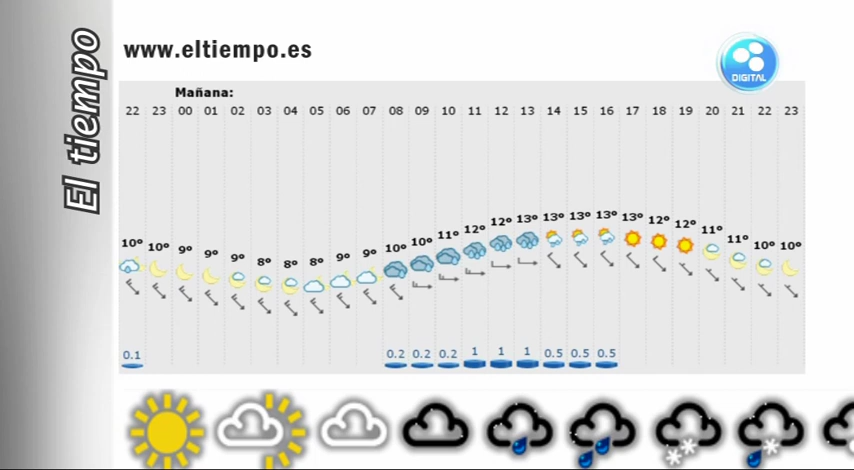 El tiempo
www.eltiempo.es
DIGITAL
Mañana:
22 23 00 01 02 03 04 05 06 07 08 09 10 11 12 13 14 15 16 17 18 19 20 21 22 23
10° 10° 9° 9° 9° 8° 8° 8° 9° 9° 10° 10° 11° 12° 12° 13° 13° 13° 13° 13° 12° 12° 11° 11° 10° 10°
0.1 0.2 0.2 0.2 1 1 1 0.5 0.5 0.5